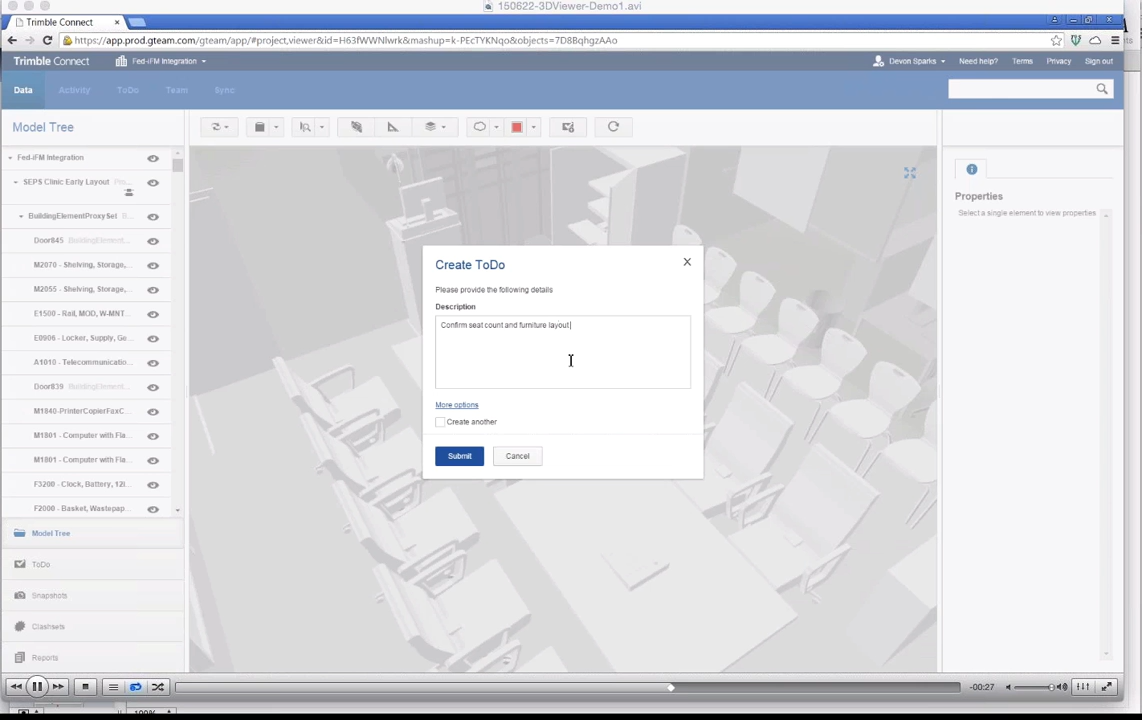 150622-3DViewer-Demo1.avi
Trimble Connect
https://app.prod.gteam.com/gteam/app/#project,viewer&id=H63fWWNlwrk&mashup=k-PEcTYKNqo&objects=7D8BqhgzAAo
Trimble Connect Fed-iFM Integration Devon Sparks Need help? Terms Privacy Sign out
Data Activity ToDo Team Sync
Model Tree
Fed-iFM Integration
SEPS Clinic Early Layout
BuildingElementProxySet
Door845 BuildingElement...
M2070 - Shelving, Storage,...
M2055 - Shelving, Storage,...
E1500 - Rail, MOD, W-MNT...
E0906 - Locker, Supply, Ge...
A1010 - Telecommunicatio...
Door839 BuildingElement...
M1840-PrinterCopierFaxC...
M1801 - Computer with Fla...
M1801 - Computer with Fla...
F3200 - Clock, Battery, 12i...
F2000 - Basket, Wastepap...
Model Tree
ToDo
Snapshots
Clashsets
Reports
Create ToDo
X
Please provide the following details
Description
Confirm seat count and furniture layout
More options
Create another
Submit Cancel
Properties
Select a single element to view properties
-00:27
100%